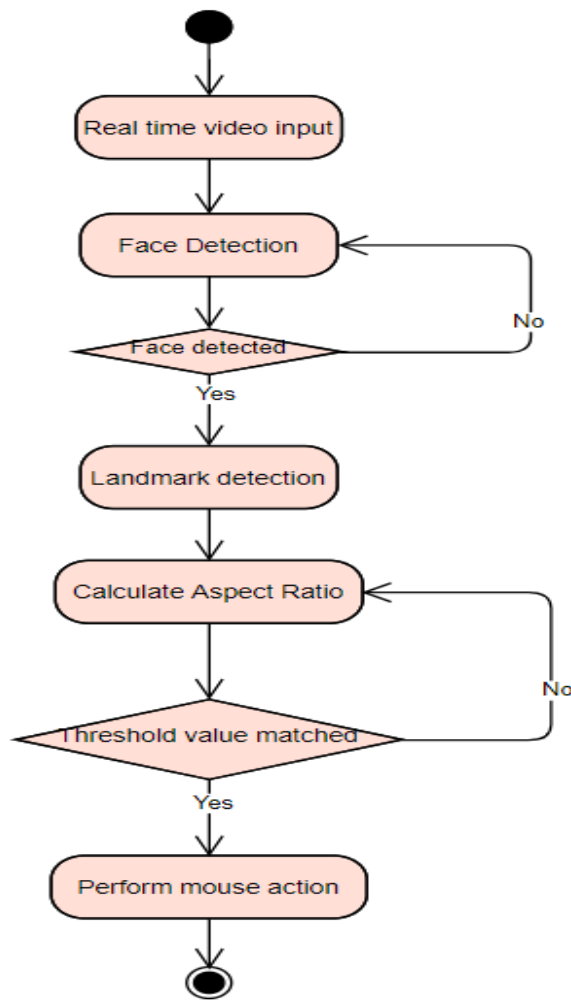 Real time video input
Face Detection
No
Face detected
Yes
Landmark detection
Calculate Aspect Ratio
No
Threshold value matched
Yes
Perform mouse action